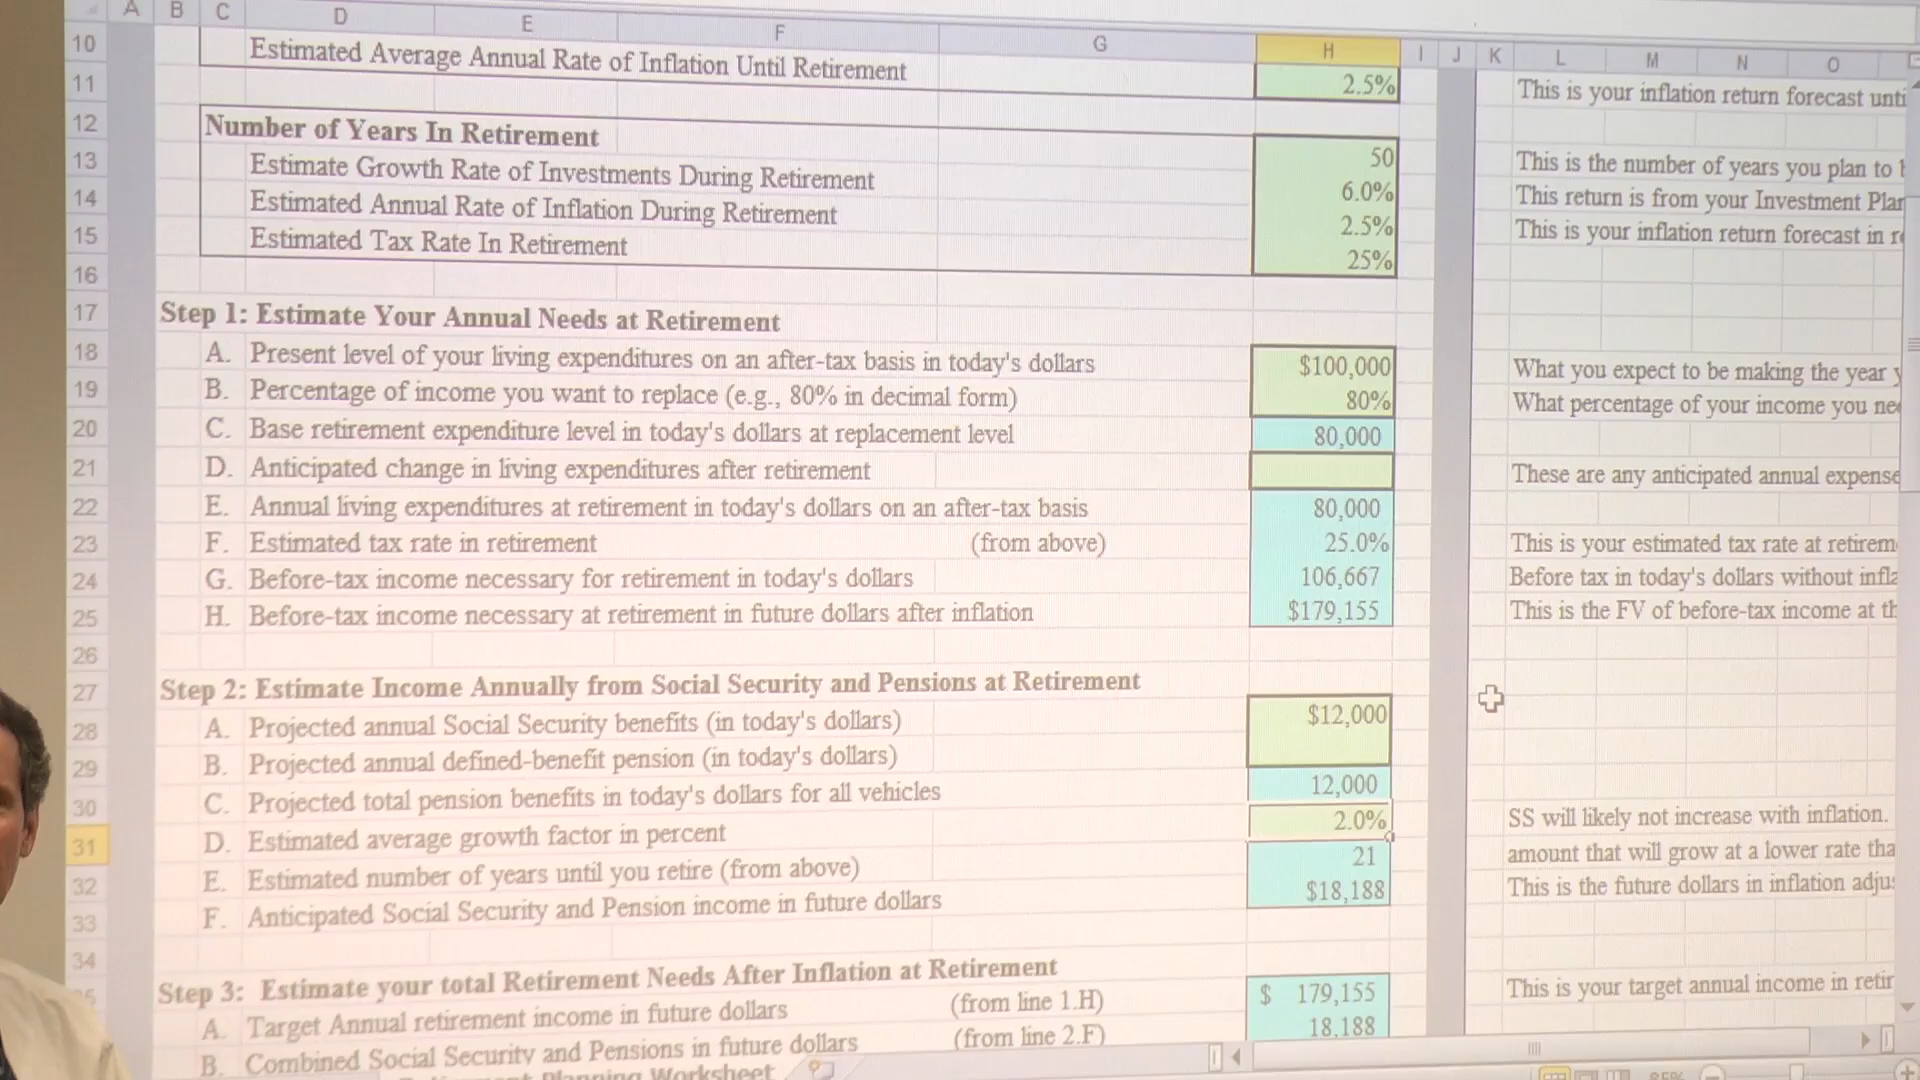 A B C D E F G H I J K L M N O
10 Estimated Average Annual Rate of Inflation Until Retirement 2.5% This is your inflation return forecast unti
11
12 Number of Years In Retirement 50 This is the number of years you plan to
13 Estimate Growth Rate of Investments During Retirement 6.0% This return is from your Investment Plan
14 Estimated Annual Rate of Inflation During Retirement 2.5% This is your inflation return forecast in re
15 Estimated Tax Rate In Retirement 25%
16
17 Step 1: Estimate Your Annual Needs at Retirement
18 A. Present level of your living expenditures on an after-tax basis in today's dollars $100,000 What you expect to be making the year y
19 B. Percentage of income you want to replace (e.g., 80% in decimal form) 80% What percentage of your income you nee
20 C. Base retirement expenditure level in today's dollars at replacement level 80,000
21 D. Anticipated change in living expenditures after retirement These are any anticipated annual expense
22 E. Annual living expenditures at retirement in today's dollars on an after-tax basis 80,000
23 F. Estimated tax rate in retirement (from above) 25.0% This is your estimated tax rate at retirem
24 G. Before-tax income necessary for retirement in today's dollars 106,667 Before tax in today's dollars without infla
25 H. Before-tax income necessary at retirement in future dollars after inflation $179,155 This is the FV of before-tax income at th
26
27 Step 2: Estimate Income Annually from Social Security and Pensions at Retirement
28 A. Projected annual Social Security benefits (in today's dollars) $12,000
29 B. Projected annual defined-benefit pension (in today's dollars)
30 C. Projected total pension benefits in today's dollars for all vehicles 12,000
31 D. Estimated average growth factor in percent 2.0% SS will likely not increase with inflation.
32 E. Estimated number of years until you retire (from above) 21 amount that will grow at a lower rate tha
33 F. Anticipated Social Security and Pension income in future dollars $18,188 This is the future dollars in inflation adjus
34
Step 3: Estimate your total Retirement Needs After Inflation at Retirement
A. Target Annual retirement income in future dollars (from line 1.H) $ 179,155 This is your target annual income in retir
B. Combined Social Security and Pensions in future dollars (from line 2.F) 18,188
Planning Worksheet